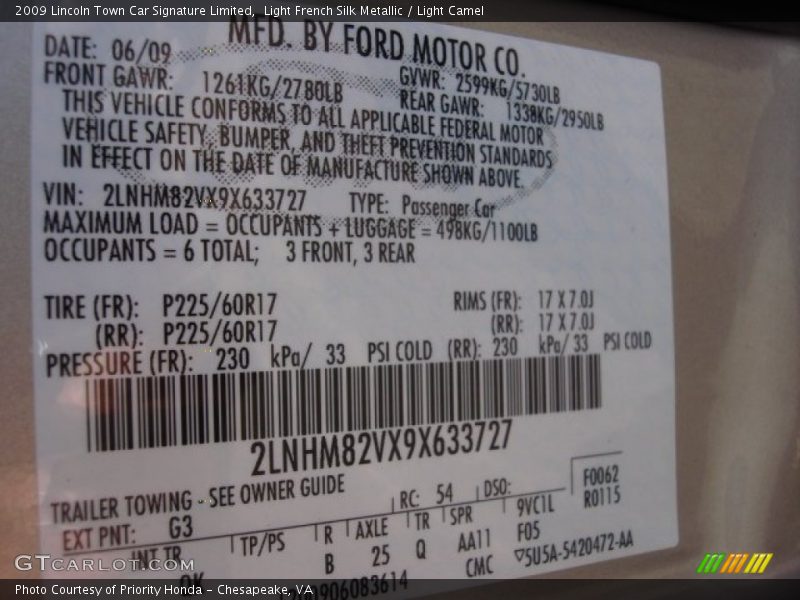 2009 Lincoln Town Car Signature Limited, Light French Silk Metallic / Light Camel
MFD. BY FORD MOTOR CO.
DATE: 06/09
GVWR: 2599KG/5730LB
FRONT GAWR: 1261KG/2780LB
REAR GAWR: 1338KG/2950LB
THIS VEHICLE CONFORMS TO ALL APPLICABLE FEDERAL MOTOR
VEHICLE SAFETY, BUMPER, AND THEFT PREVENTION STANDARDS
IN EFFECT ON THE DATE OF MANUFACTURE SHOWN ABOVE.
VIN: 2LNHM82VX9X633727 TYPE: Passenger Car
MAXIMUM LOAD = OCCUPANTS + LUGGAGE = 498KG/1100LB
OCCUPANTS = 6 TOTAL; 3 FRONT, 3 REAR
TIRE (FR): P225/60R17 RIMS (FR): 17 X 7.0J
(RR): P225/60R17 (RR): 17 X 7.0J
PRESSURE (FR): 230 kPa/ 33 PSI COLD (RR): 230 kPa/ 33 PSI COLD
2LNHM82VX9X633727
TRAILER TOWING - SEE OWNER GUIDE
RC: 54 DSO: F0062
R0115
EXT PNT: G3
INT TR TP/PS R AXLE TR SPR 9VC1L
B 25 Q AA11 F05
CMC ▽5U5A-5420472-AA
GTCARLOT.COM
Photo Courtesy of Priority Honda - Chesapeake, VA